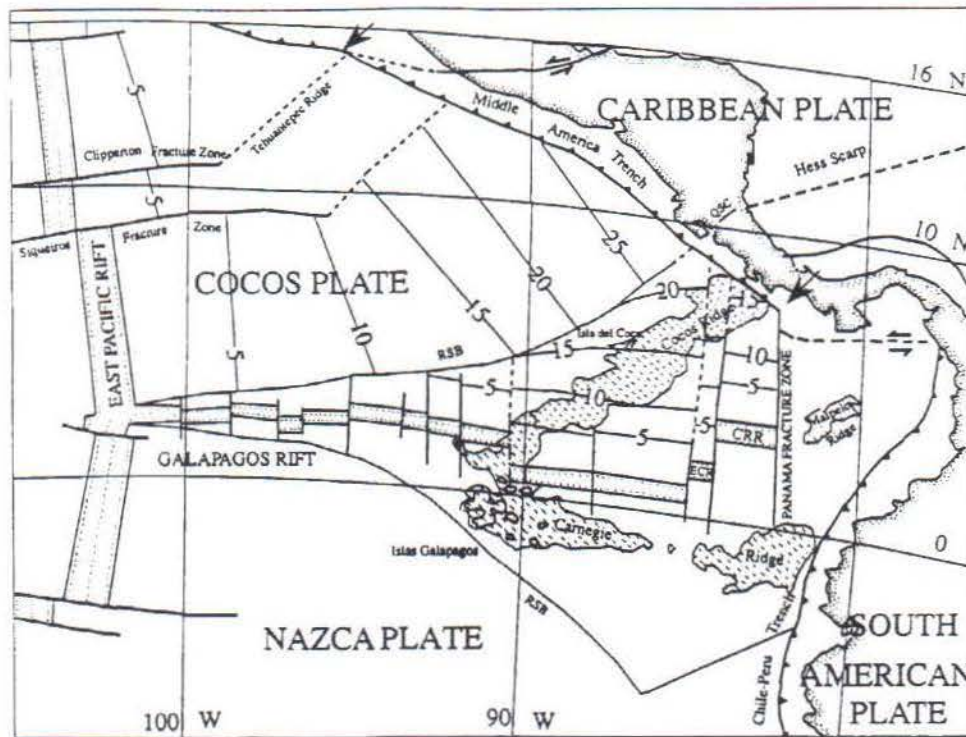 16 N
CARIBBEAN PLATE
Middle America Trench
Tehuantepec Ridge
5
Hess Scarp
Clipperton Fracture Zone
5
QSC
10 N
Siqueiros Fracture Zone
25
20
COCOS PLATE
15
20
15
EAST PACIFIC RIFT
10
5
Isla del Coco
Cocos Ridge
RSB
15
10
5
10
5
5
5
CRR
PANAMA FRACTURE ZONE
Malpelo Ridge
GALAPAGOS RIFT
ECR
Carnegie Ridge
0
Islas Galapagos
RSB
NAZCA PLATE
Chile-Peru Trench
SOUTH
AMERICAN
PLATE
100 W
90 W